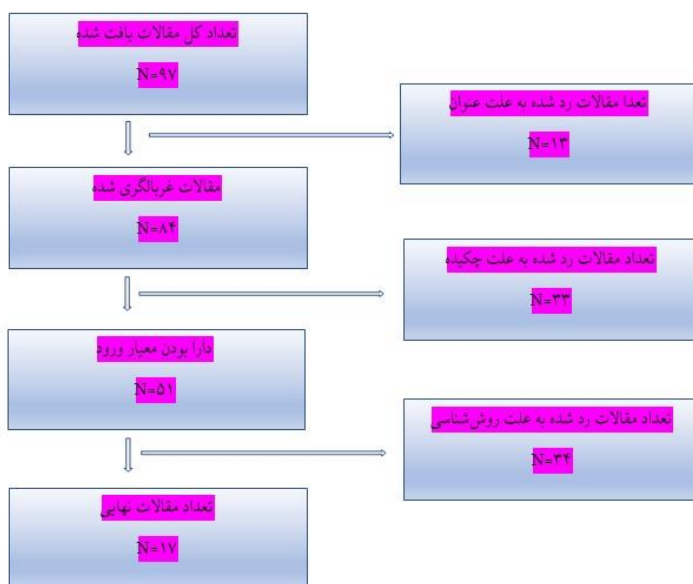 تعداد کل مقالات یافت شده
N=۹۷
تعدا مقالات رد شده به علت عنوان
N=۱۳
مقالات غربالگری شده
N=۸۴
تعداد مقالات رد شده به علت چکیده
N=۳۳
دارا بودن معیار ورود
N=۵۱
تعداد مقالات رد شده به علت روش‌شناسی
N=۳۴
تعداد مقالات نهایی
N=۱۷